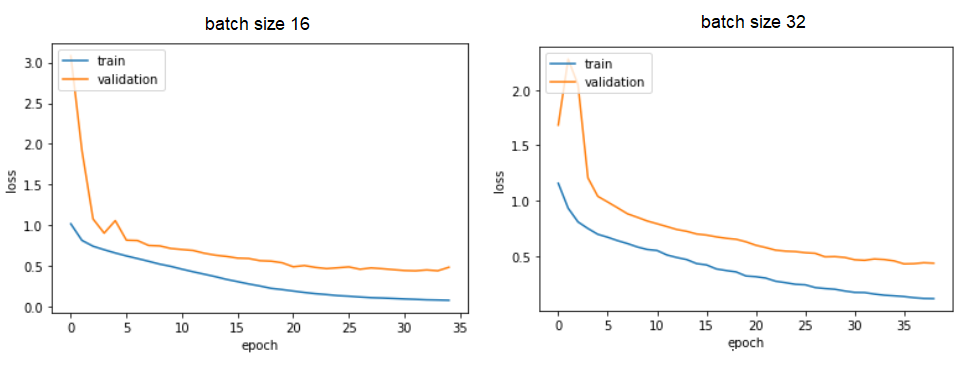 batch size 16
train
validation
3.0
2.5
2.0
1.5
1.0
0.5
0.0
loss
0 5 10 15 20 25 30 35
epoch
batch size 32
train
validation
2.0
1.5
1.0
0.5
loss
0 5 10 15 20 25 30 35
epoch